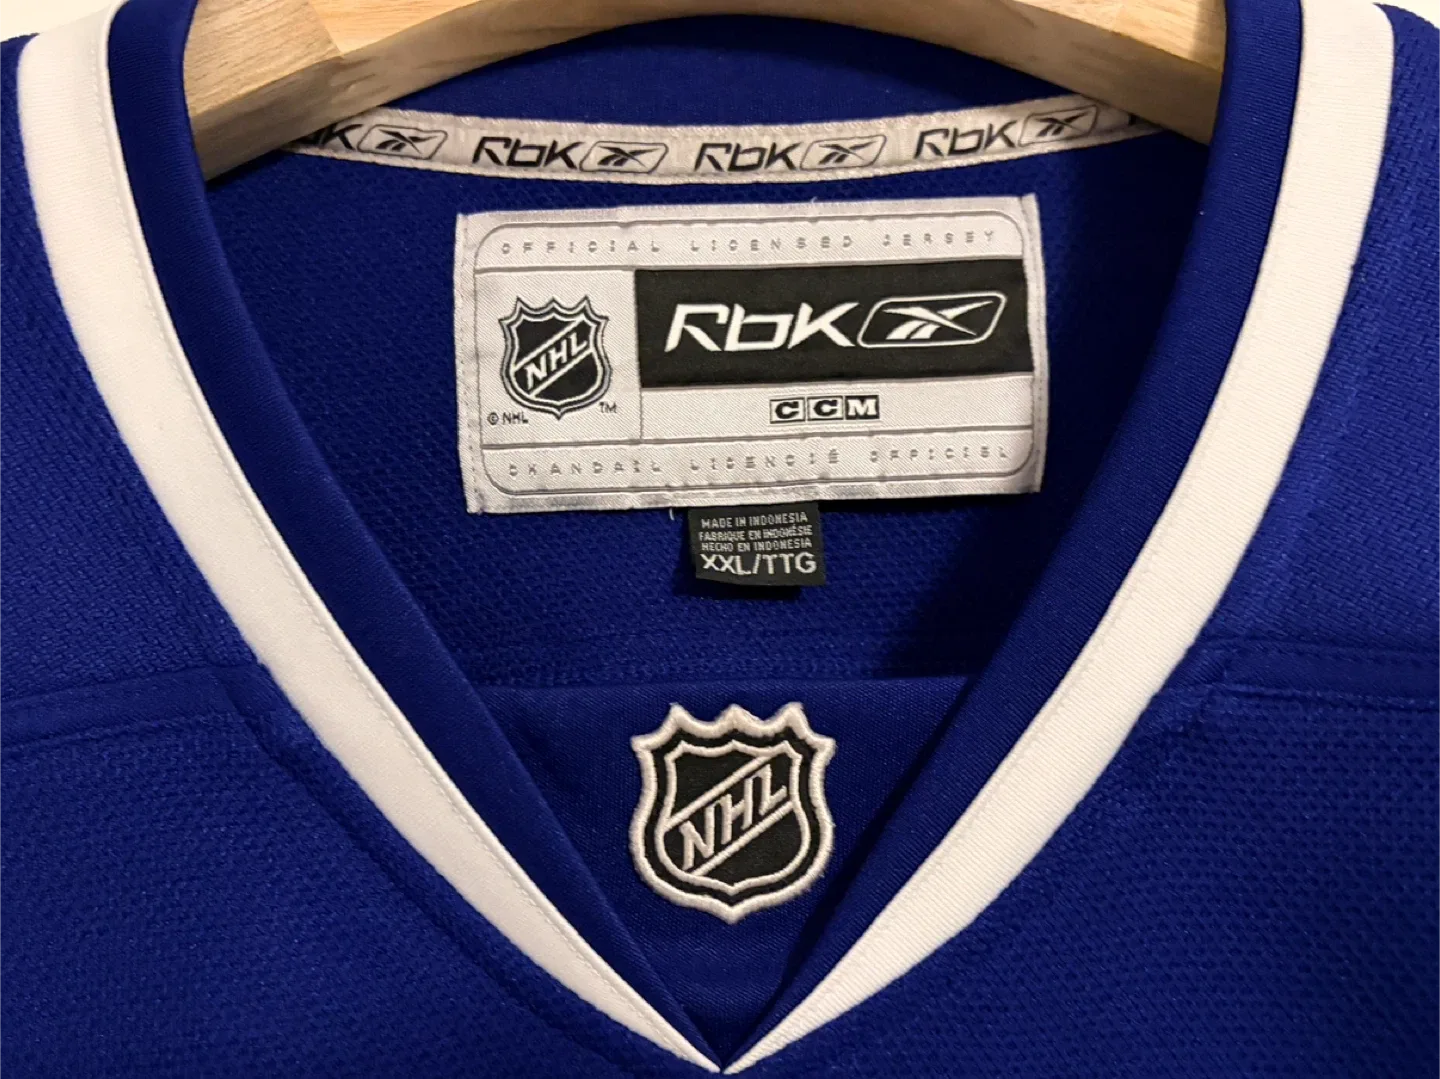 RbK RbK RbK
OFFICIAL LICENSED JERSEY
NHL
RbK
© NHL
TM
CCM
CHANDAIL LICENCIÉ OFFICIEL
MADE IN INDONESIA
FABRIQUE EN INDONÉSIE
HECHO EN INDONESIA
XXL/TTG
NHL